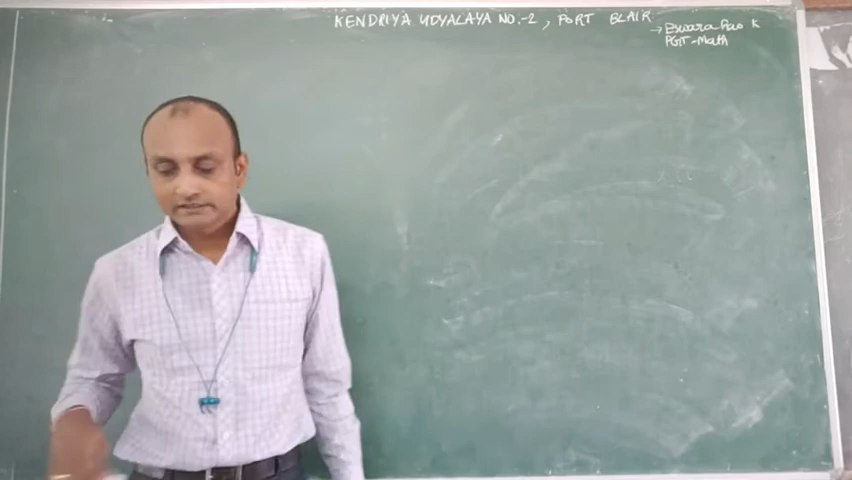 KENDRIYA VIDYALAYA NO.-2, PORT BLAIR
→ Eswara Rao K
PGT-Math